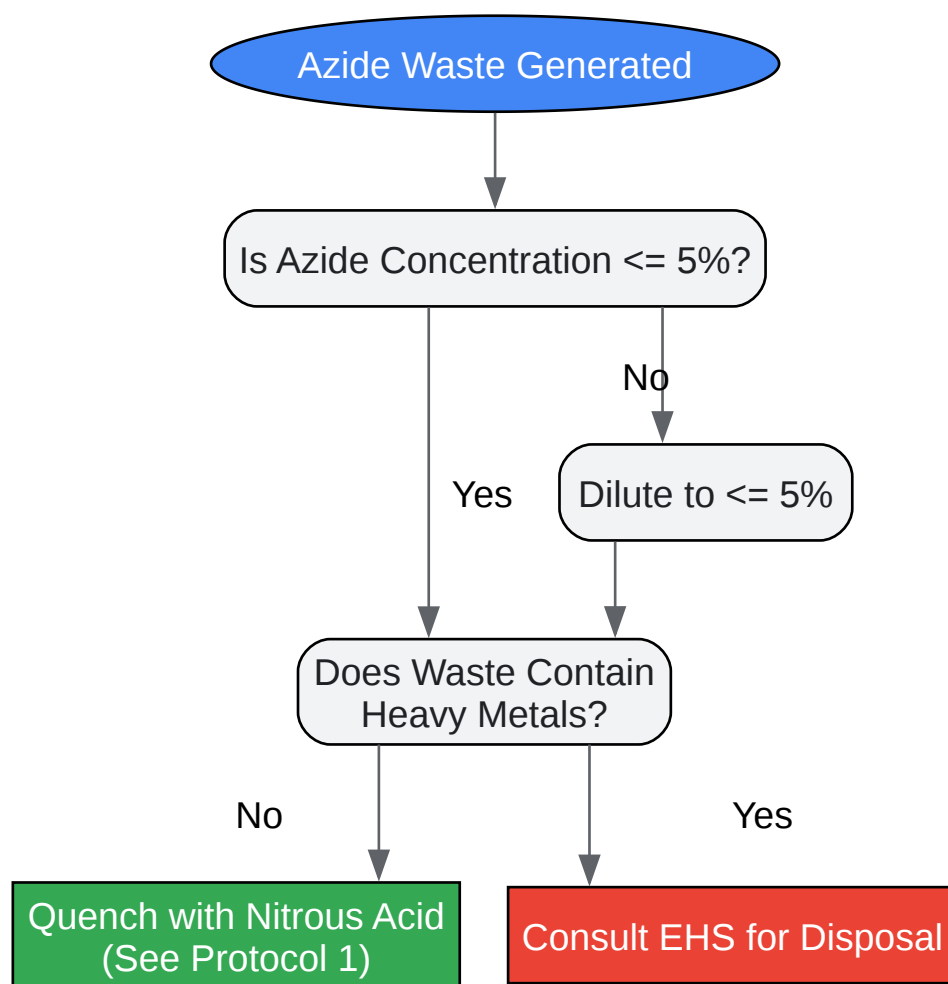 Azide Waste Generated
Is Azide Concentration <= 5%?
No
Yes
Dilute to <= 5%
Does Waste Contain
Heavy Metals?
No
Yes
Quench with Nitrous Acid
(See Protocol 1)
Consult EHS for Disposal